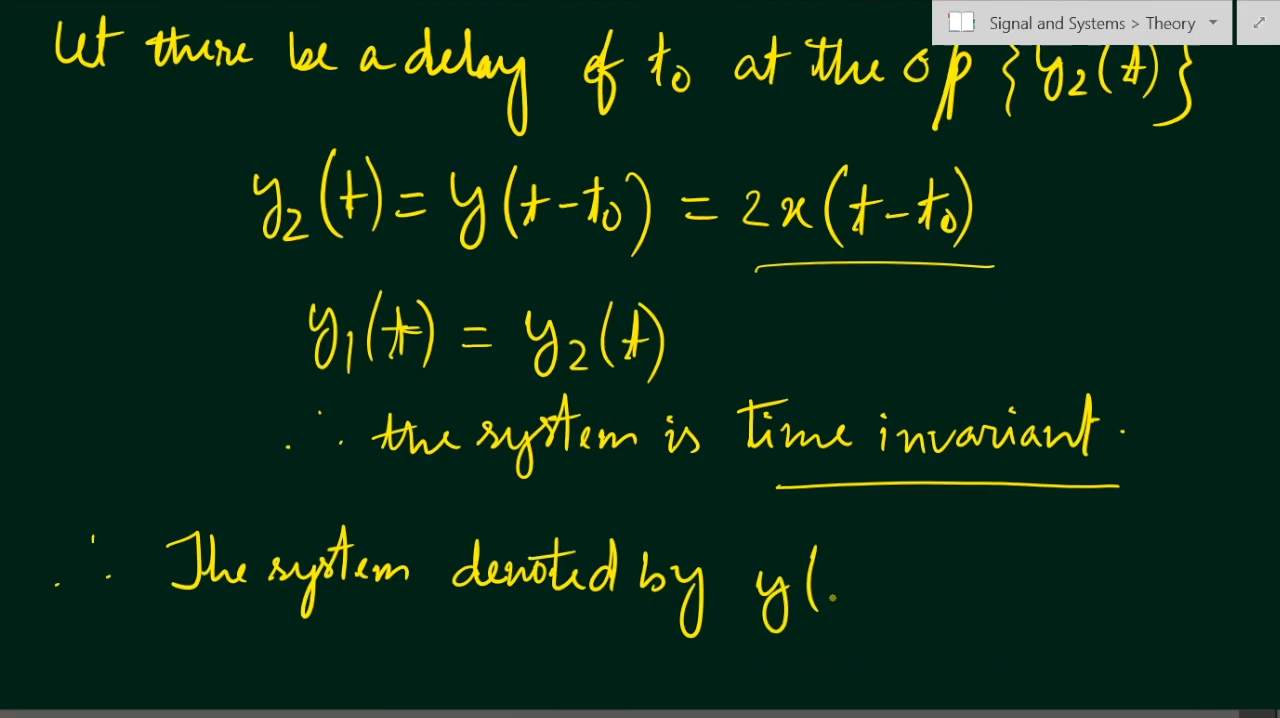 Signal and Systems > Theory
Let there be a delay of t₀ at the op {y₂(t)}
y₂(t) = y(t-t₀) = 2x(t-t₀)
y₁(t) = y₂(t)
∴ the system is time invariant.
∴ The system denoted by y(